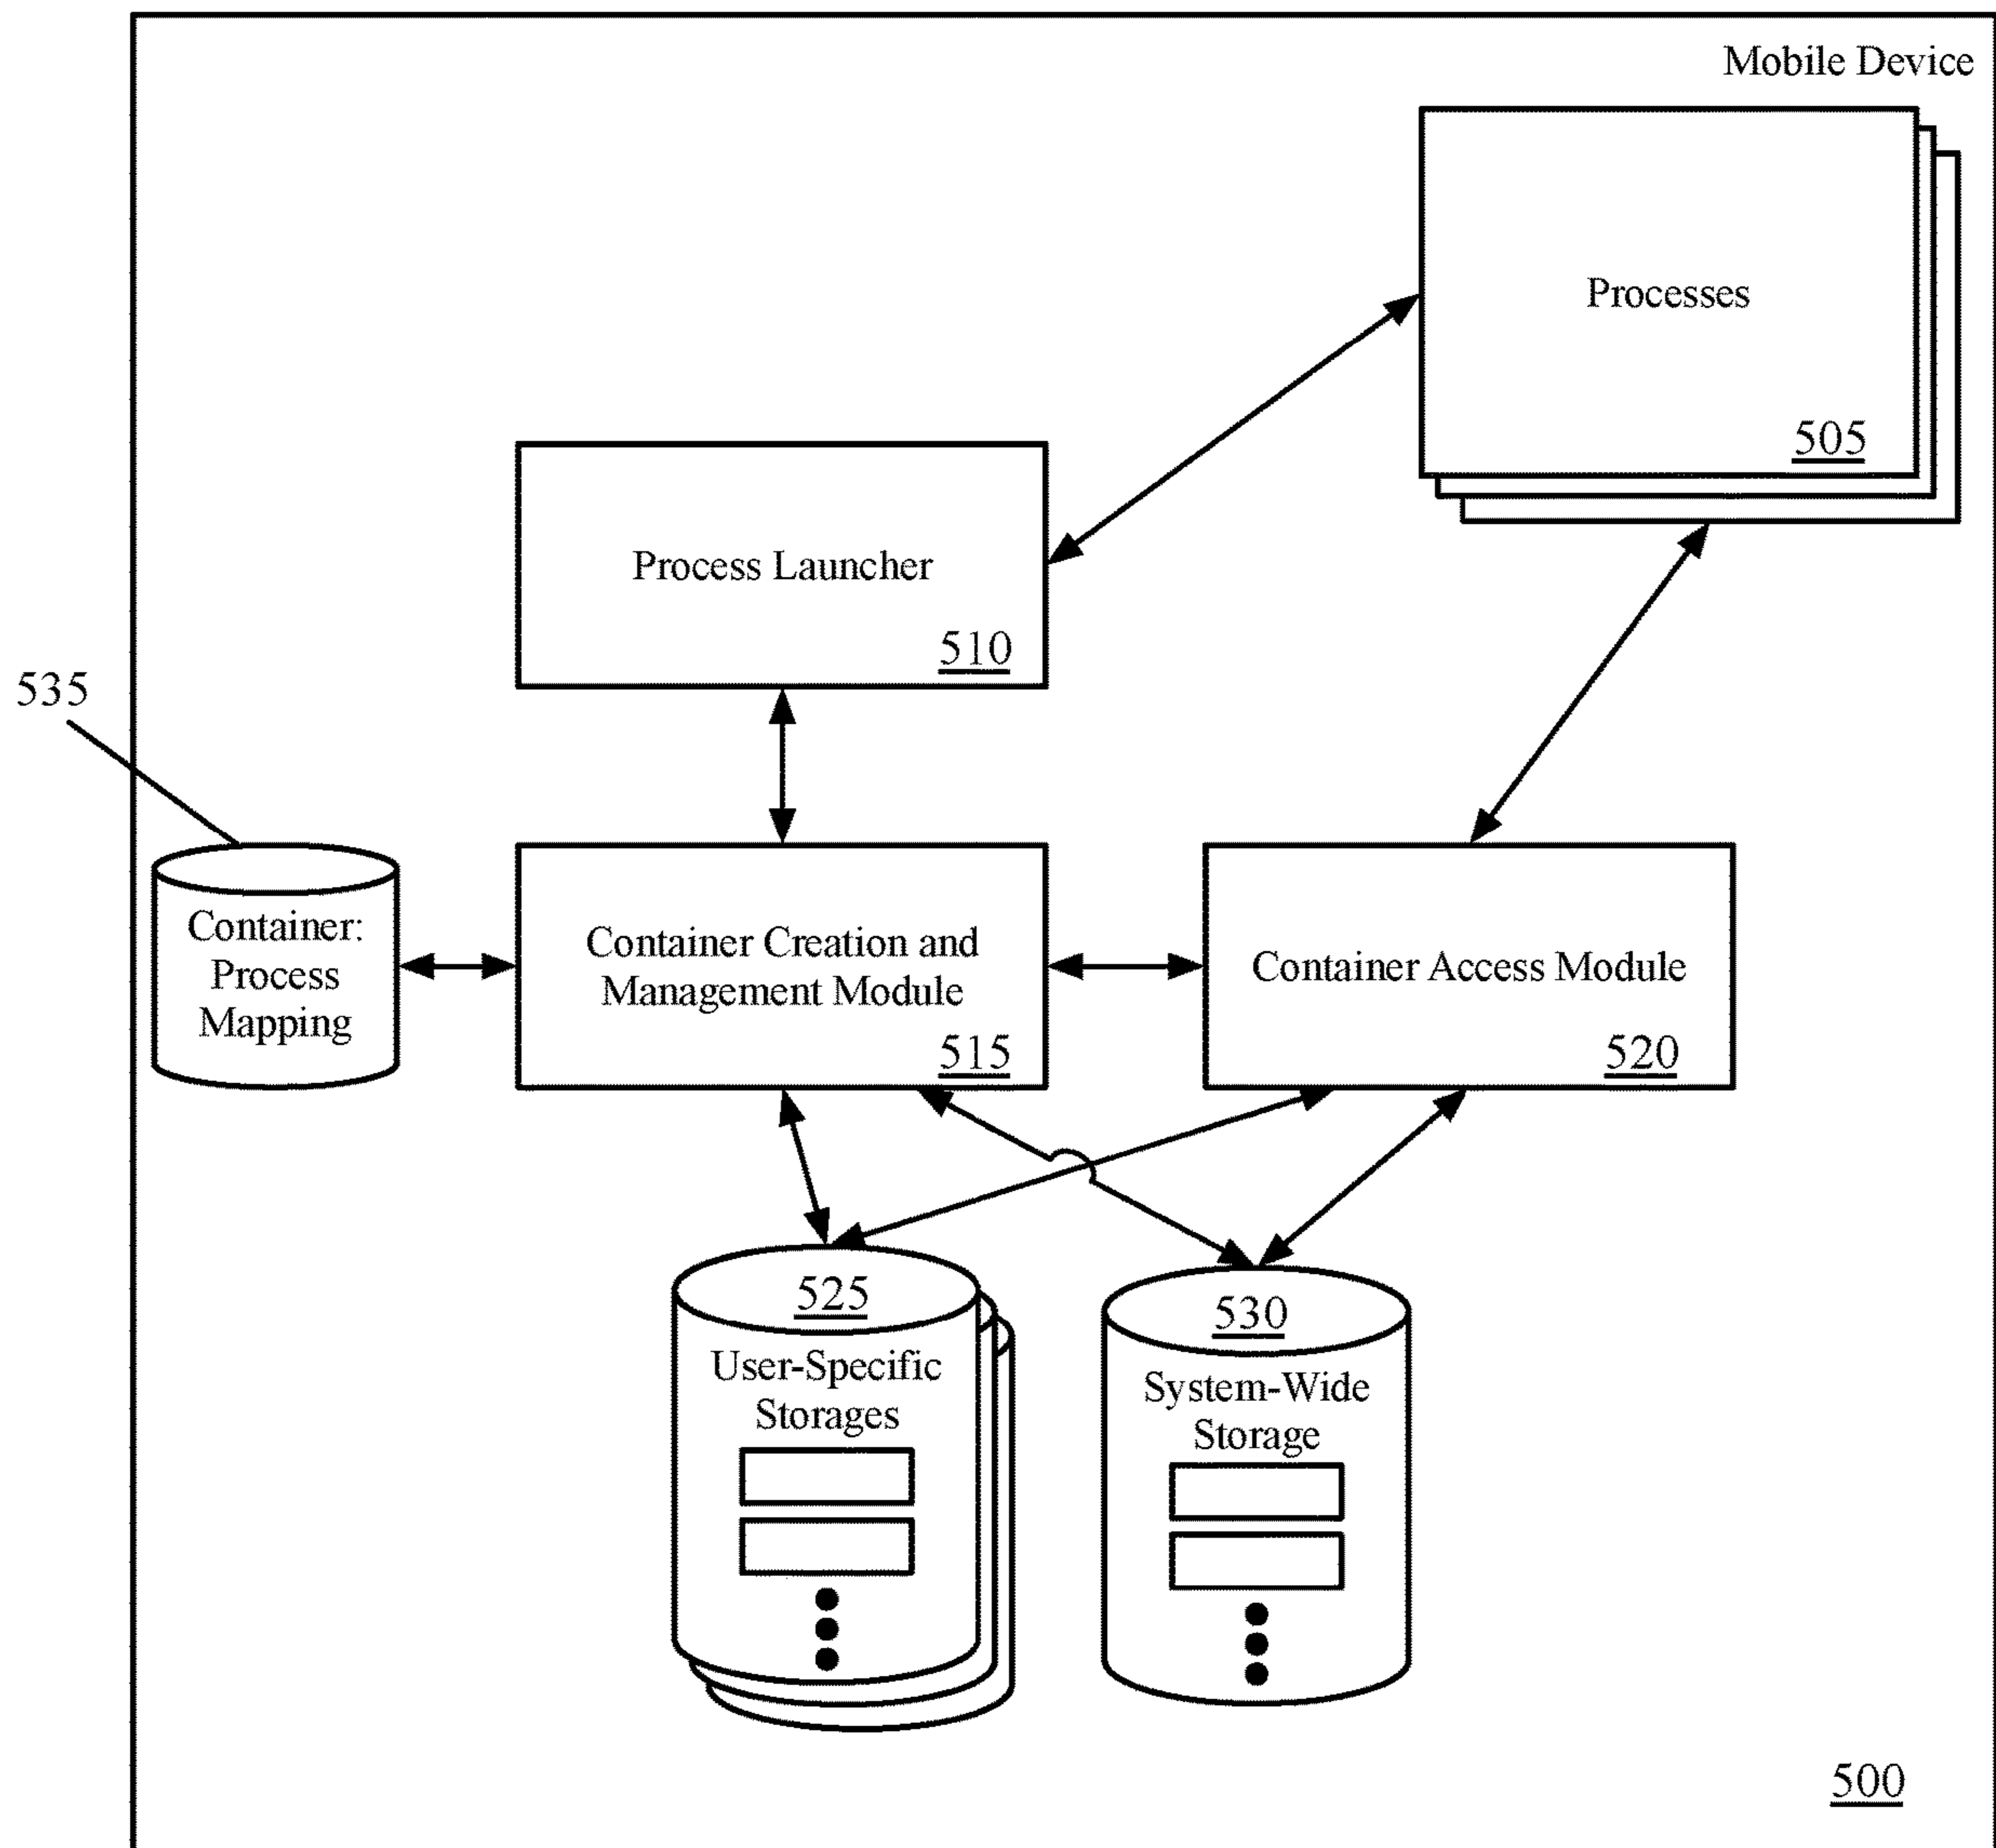 Mobile Device
Processes
505
Process Launcher
510
535
Container:
Process
Mapping
Container Creation and
Management Module
515
Container Access Module
520
525
User-Specific
Storages
530
System-Wide
Storage
500